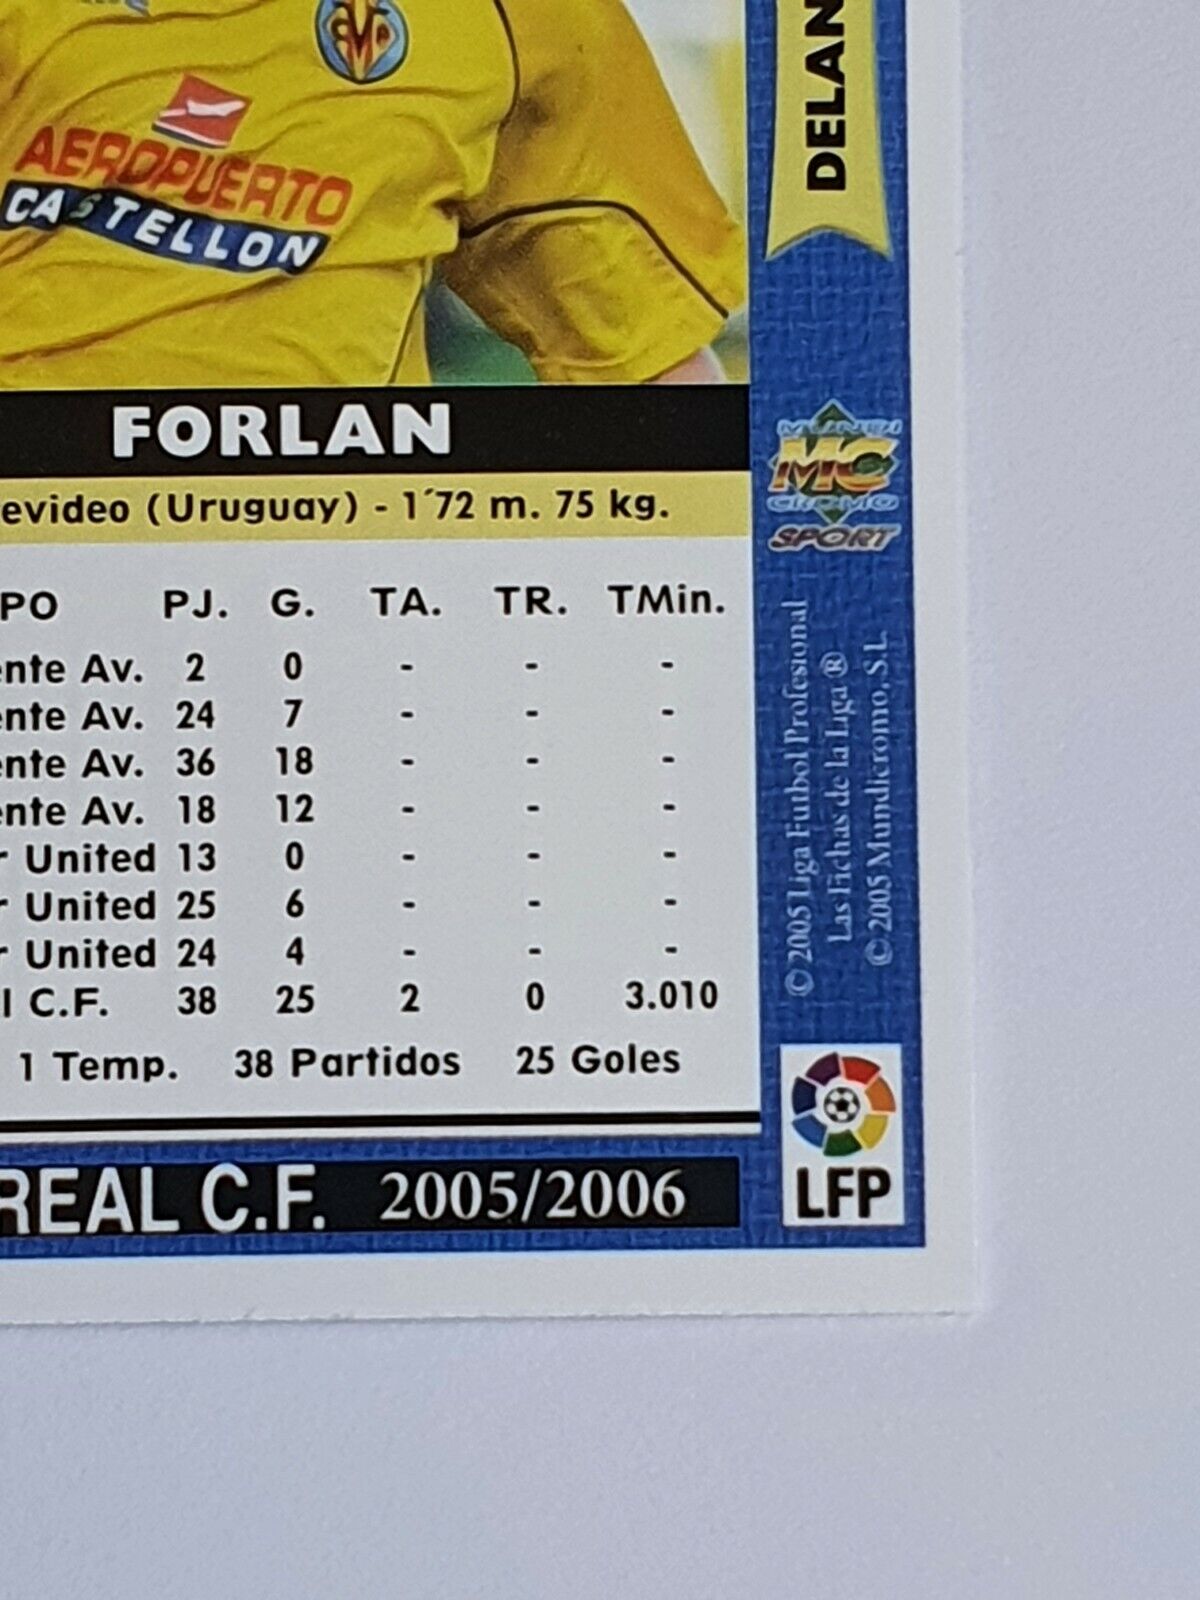 AEROPUERTO
CASTELLON
DELAN
FORLAN
evideo (Uruguay) - 1´72 m. 75 kg.
PO PJ. G. TA. TR. TMin.
ente Av. 2 0 - - -
ente Av. 24 7 - - -
ente Av. 36 18 - - -
ente Av. 18 12 - - -
r United 13 0 - - -
r United 25 6 - - -
r United 24 4 - - -
l C.F. 38 25 2 0 3.010
1 Temp. 38 Partidos 25 Goles
REAL C.F. 2005/2006
MUNDI
MC
CROMO
SPORT
© 2005 Liga Futbol Profesional
Las Fichas de la Liga ®
© 2005 Mundicromo, S.L.
LFP